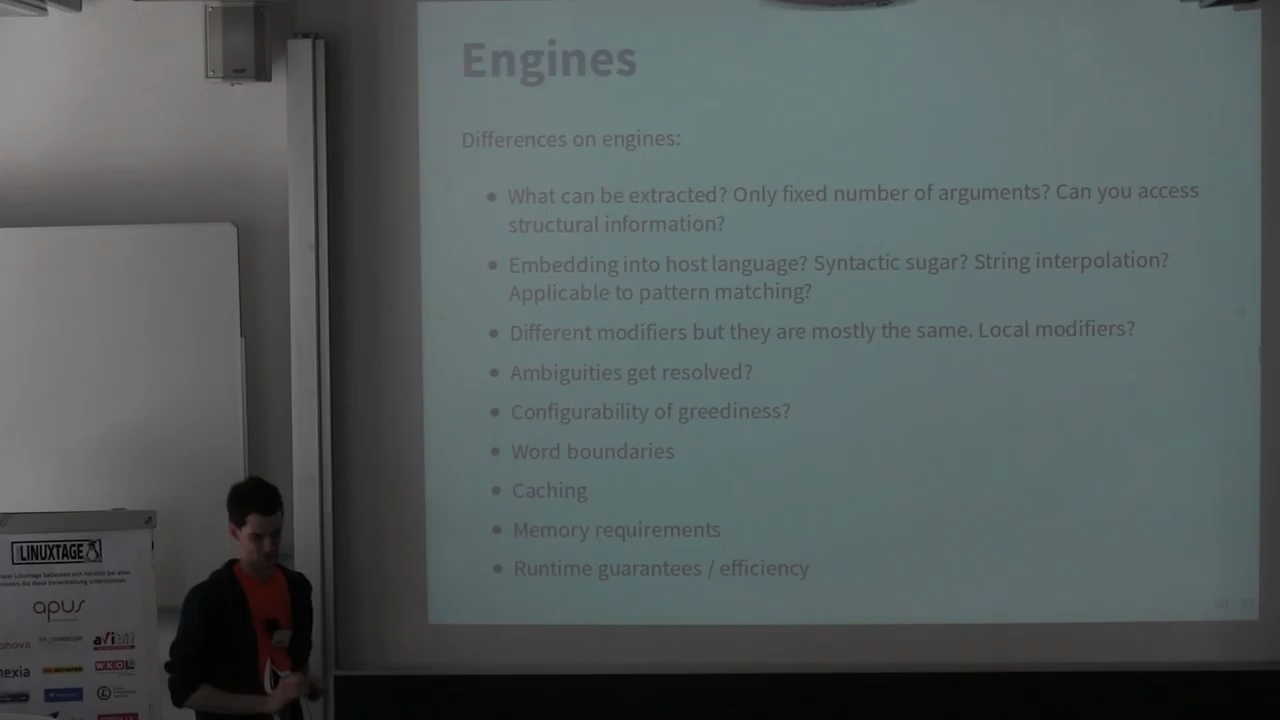 Engines
Differences on engines:
• What can be extracted? Only fixed number of arguments? Can you access
structural information?
• Embedding into host language? Syntactic sugar? String interpolation?
Applicable to pattern matching?
• Different modifiers but they are mostly the same. Local modifiers?
• Ambiguities get resolved?
• Configurability of greediness?
• Word boundaries
• Caching
• Memory requirements
• Runtime guarantees / efficiency
LINUXTAGE
apus
avibit
nexia
WKO